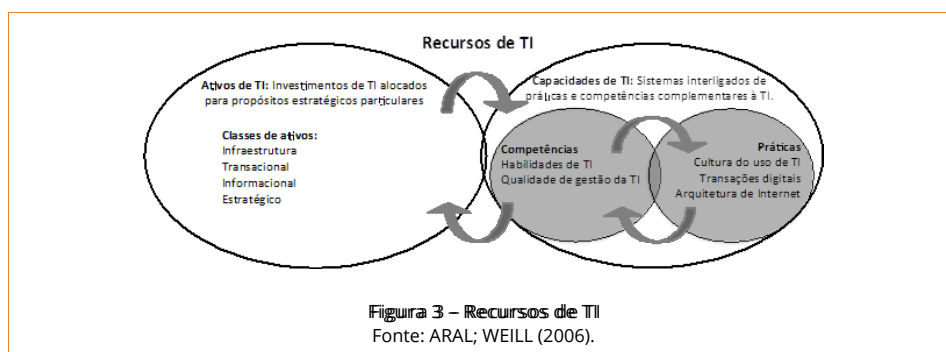 Recursos de TI
Ativos de TI: Investimentos de TI alocados
para propósitos estratégicos particulares
Classes de ativos:
Infraestrutura
Transacional
Informacional
Estratégico
Capacidades de TI: Sistemas interligados de
práticas e competências complementares à TI.
Competências
Habilidades de TI
Qualidade de gestão da TI
Práticas
Cultura do uso de TI
Transações digitais
Arquitetura de Internet
Figura 3 – Recursos de TI
Fonte: ARAL; WEILL (2006).